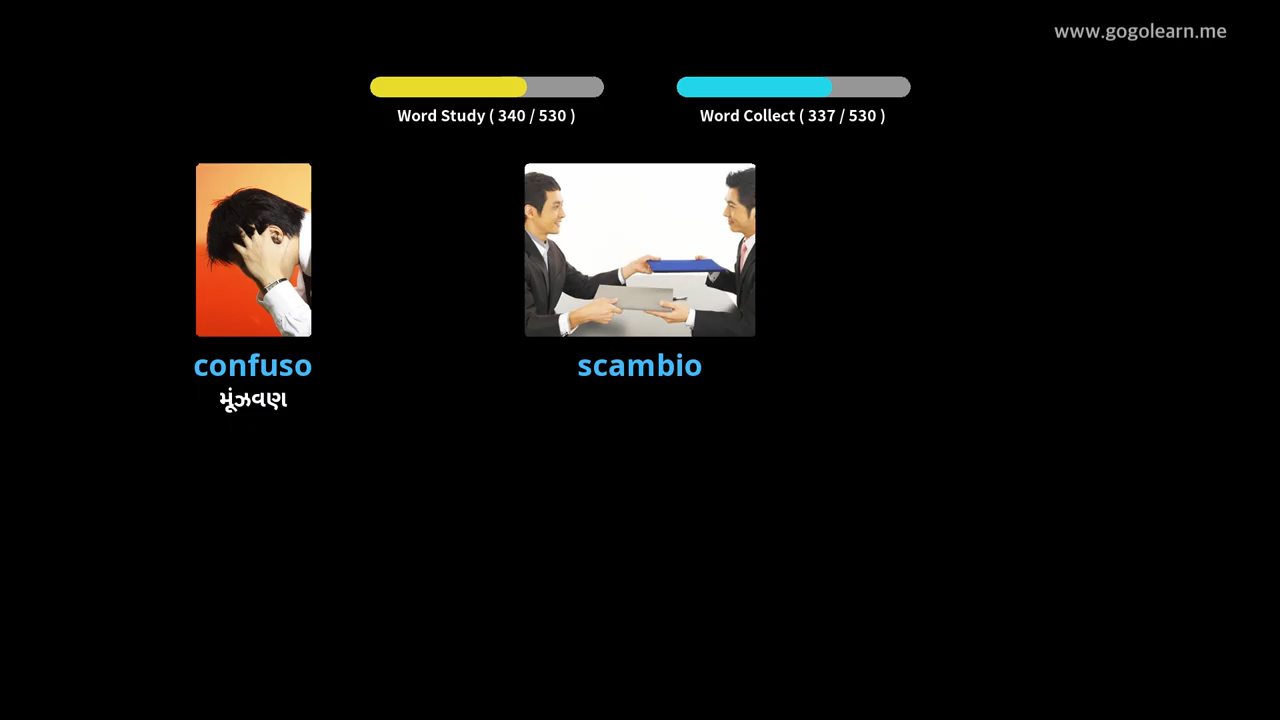 www.gogolearn.me
Word Study ( 340 / 530 )
Word Collect ( 337 / 530 )
confuso
મૂંઝવણ
scambio